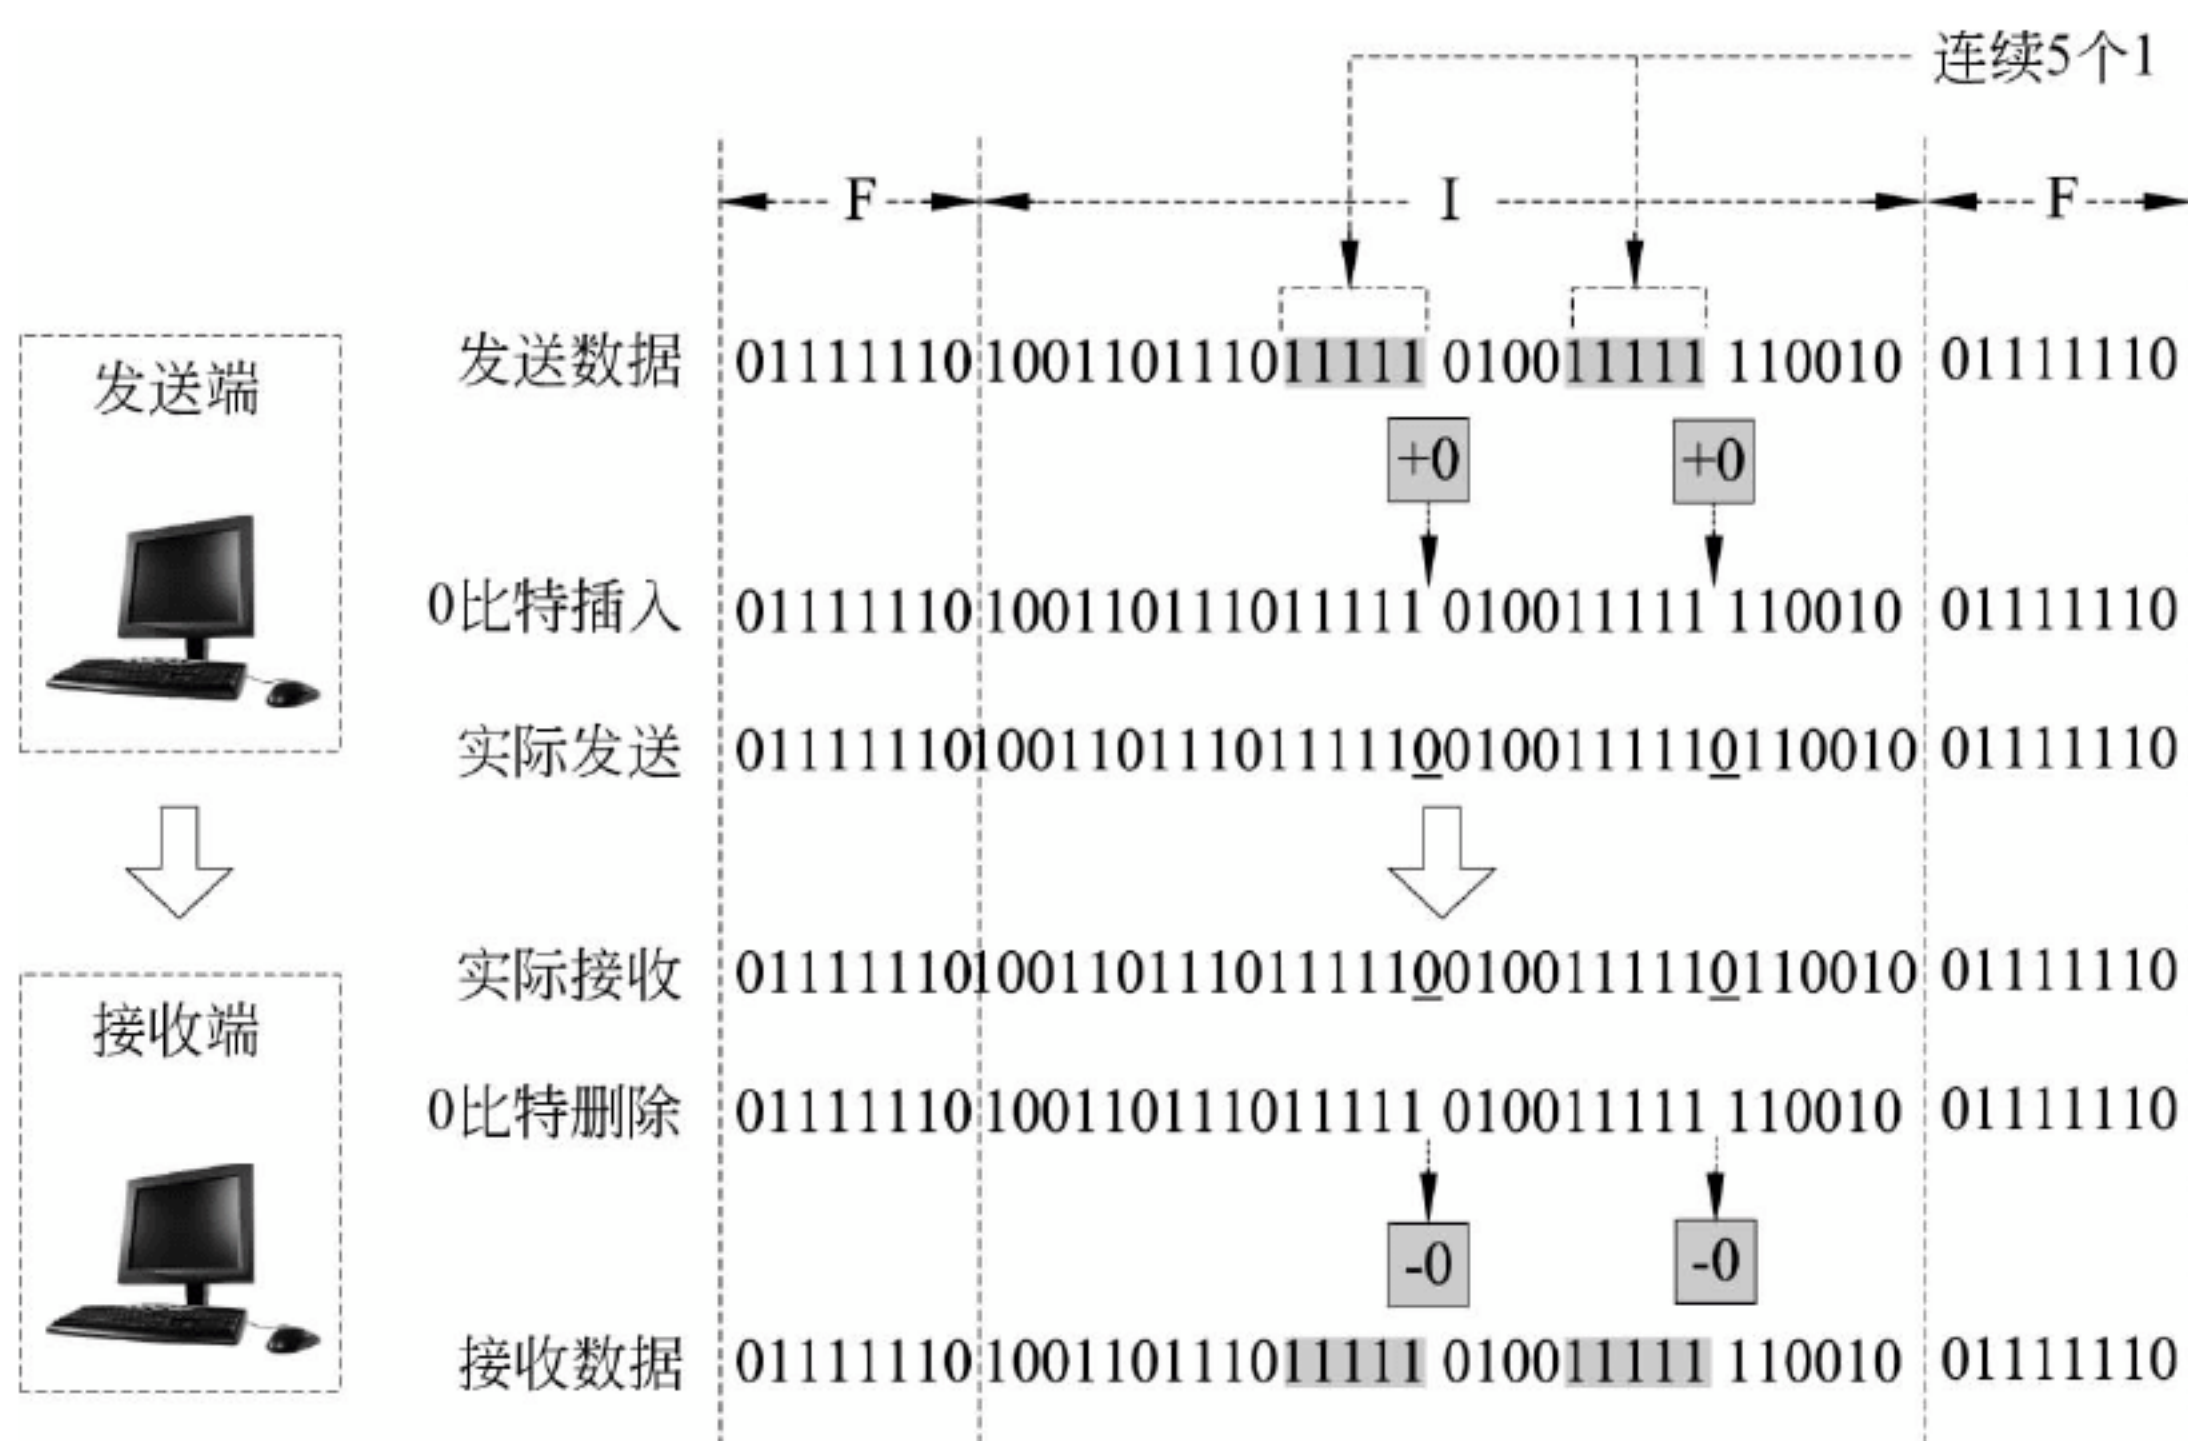 连续5个1
F I F
发送端
发送数据 01111110 100110111011111 010011111 110010 01111110
+0 +0
0比特插入 01111110 100110111011111 010011111 110010 01111110
实际发送 01111110 10011011101111100100111110110010 01111110
实际接收 01111110 10011011101111100100111110110010 01111110
接收端
0比特删除 01111110 100110111011111 010011111 110010 01111110
-0 -0
接收数据 01111110 100110111011111 010011111 110010 01111110